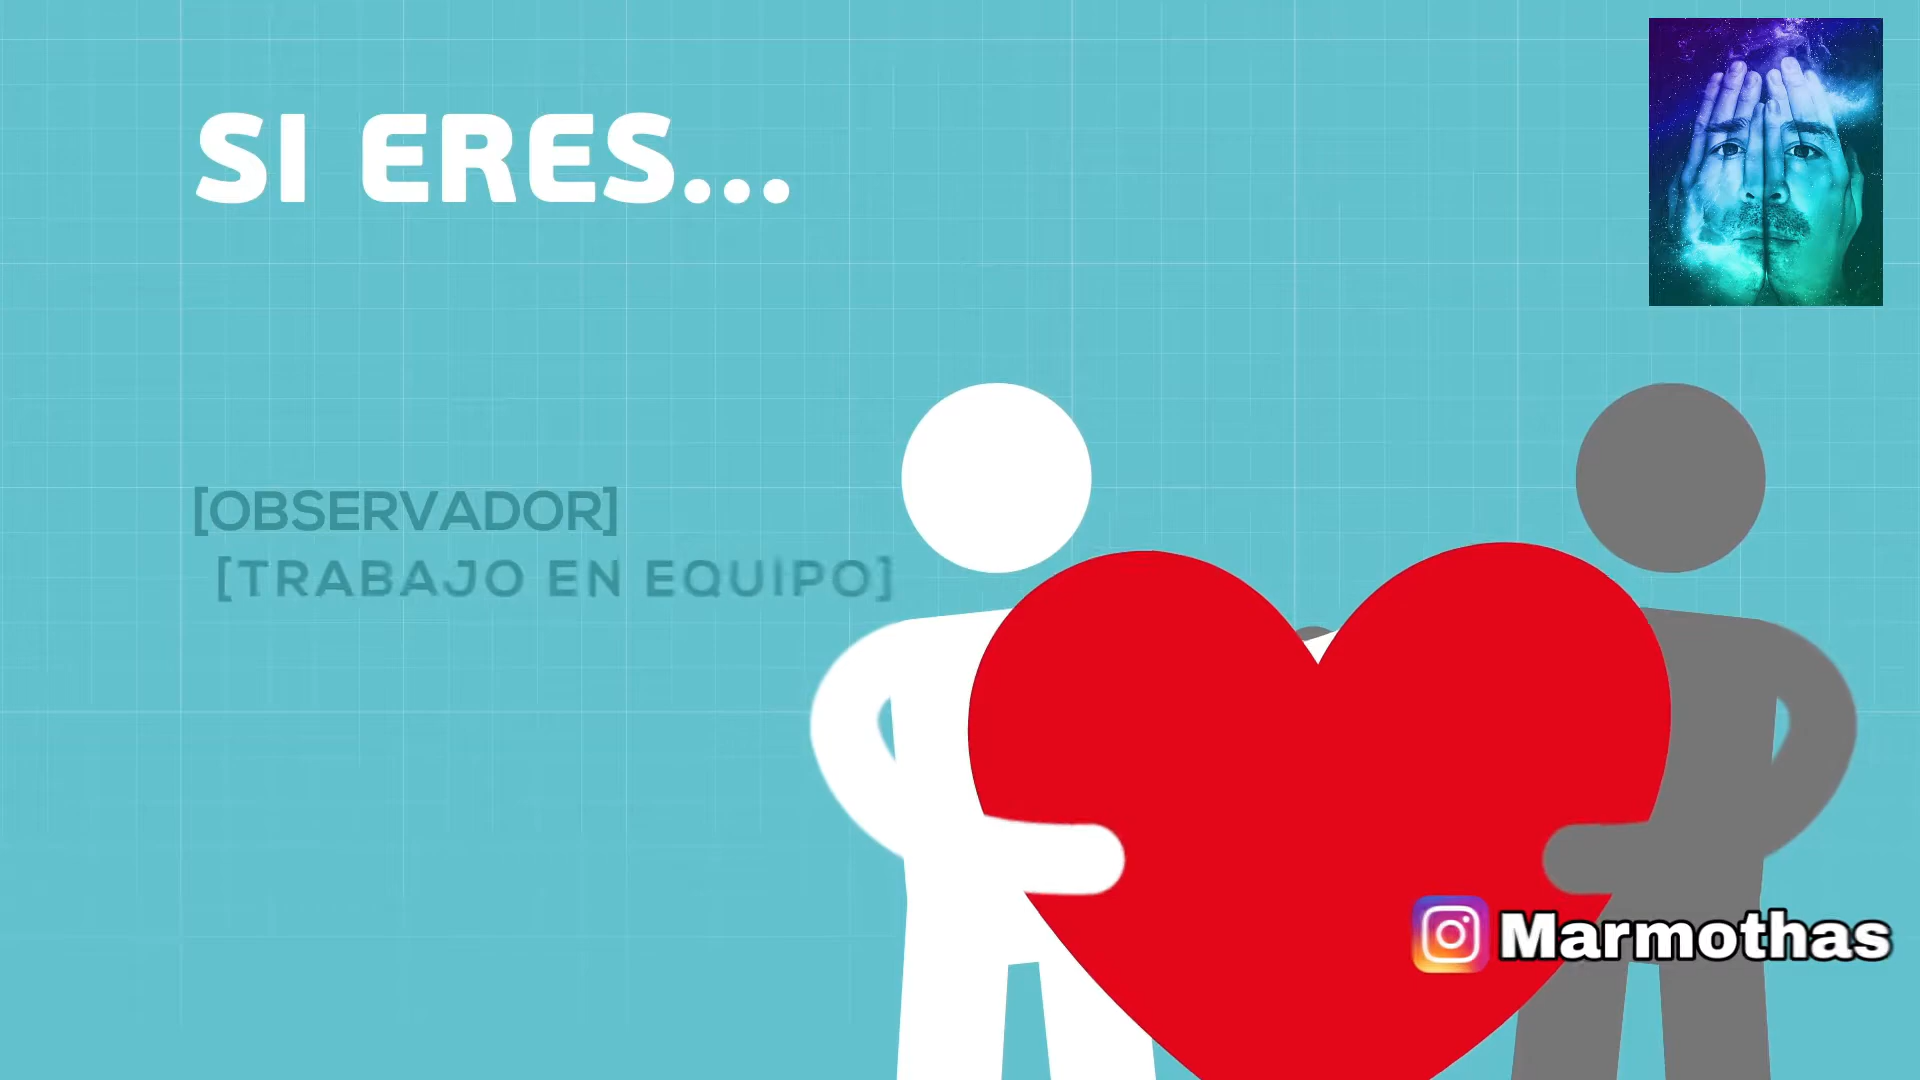 SI ERES...
[OBSERVADOR]
[TRABAJO EN EQUIPO]
Marmothas